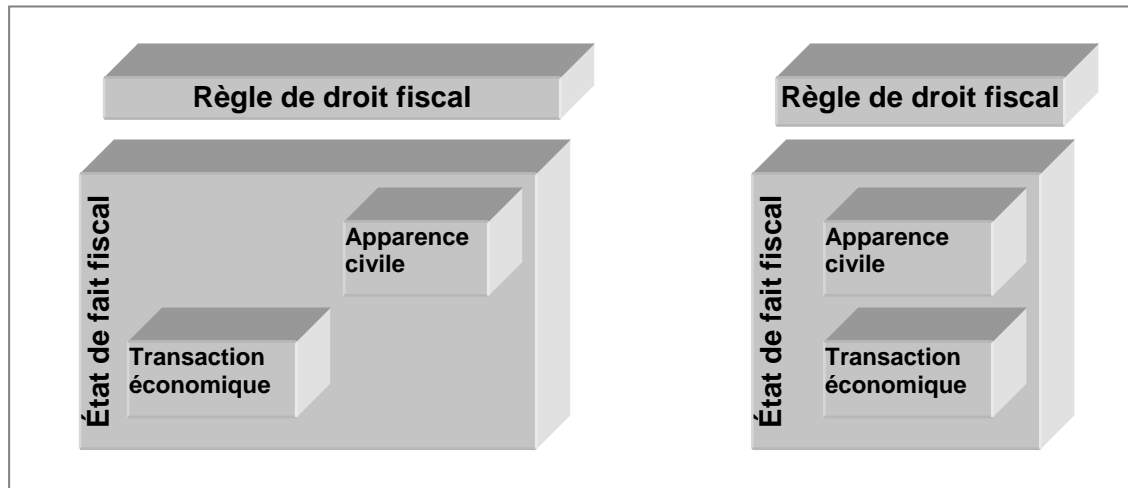 Règle de droit fiscal
État de fait fiscal
Apparence
civile
Transaction
économique
Règle de droit fiscal
État de fait fiscal
Apparence
civile
Transaction
économique